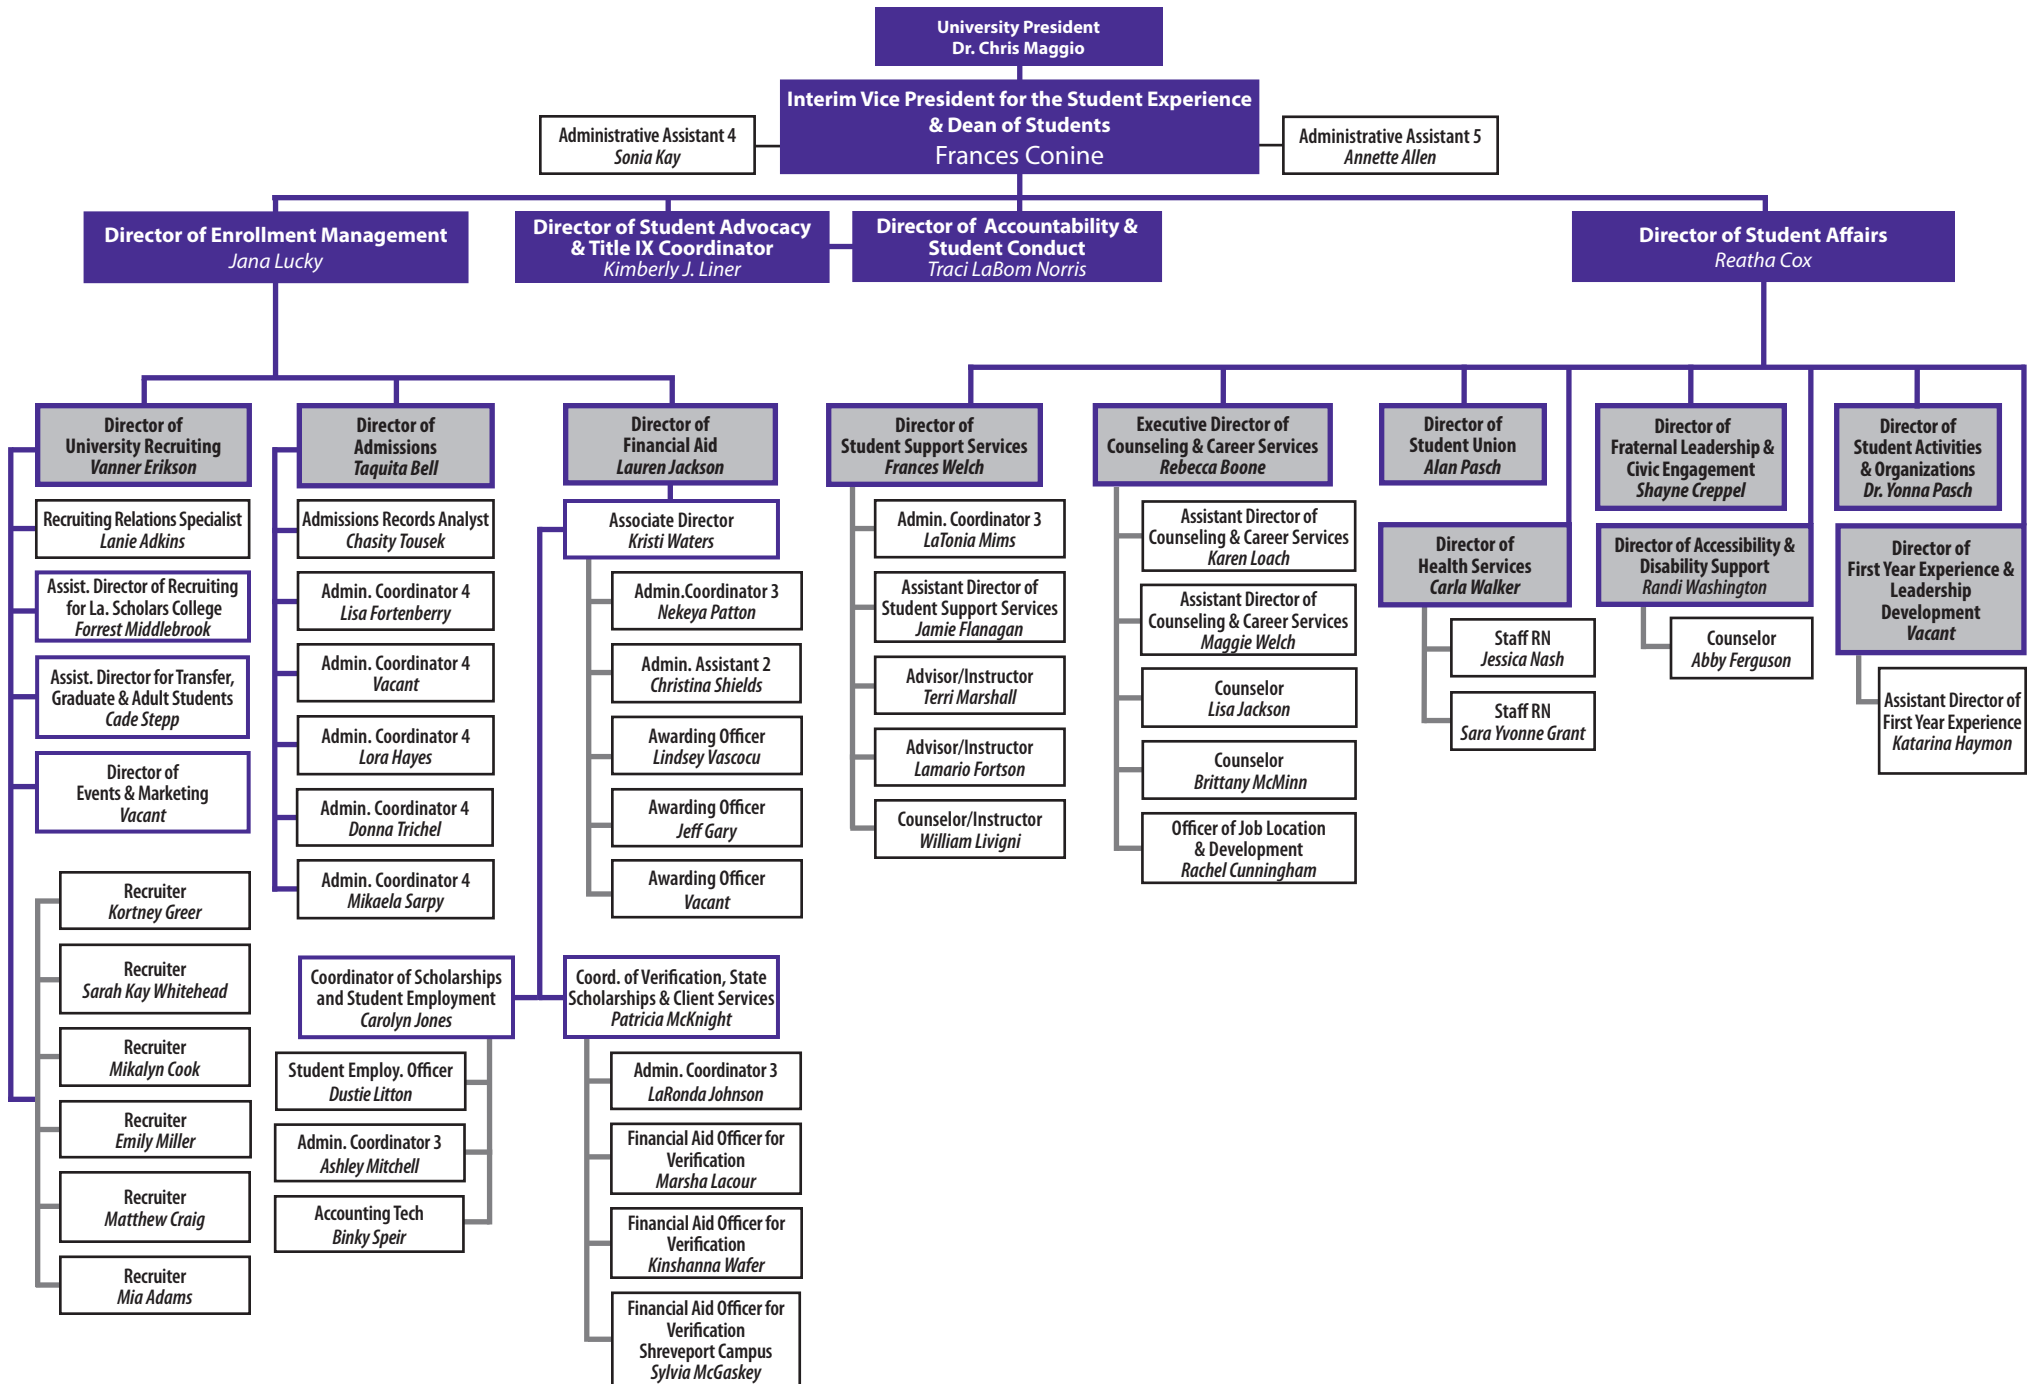 University President
Dr. Chris Maggio
Interim Vice President for the Student Experience
& Dean of Students
Frances Conine
Administrative Assistant 4
Sonia Kay
Administrative Assistant 5
Annette Allen
Director of Enrollment Management
Jana Lucky
Director of Student Advocacy
& Title IX Coordinator
Kimberly J. Liner
Director of Accountability &
Student Conduct
Traci LaBom Norris
Director of Student Affairs
Reatha Cox
Director of
University Recruiting
Vanner Erikson
Recruiting Relations Specialist
Lanie Adkins
Assist. Director of Recruiting
for La. Scholars College
Forrest Middlebrook
Assist. Director for Transfer,
Graduate & Adult Students
Cade Stepp
Director of
Events & Marketing
Vacant
Recruiter
Kortney Greer
Recruiter
Sarah Kay Whitehead
Recruiter
Mikalyn Cook
Recruiter
Emily Miller
Recruiter
Matthew Craig
Recruiter
Mia Adams
Director of
Admissions
Taquita Bell
Admissions Records Analyst
Chasity Tousek
Admin. Coordinator 4
Lisa Fortenberry
Admin. Coordinator 4
Vacant
Admin. Coordinator 4
Lora Hayes
Admin. Coordinator 4
Donna Trichel
Admin. Coordinator 4
Mikaela Sarpy
Director of
Financial Aid
Lauren Jackson
Associate Director
Kristi Waters
Admin.Coordinator 3
Nekeya Patton
Admin. Assistant 2
Christina Shields
Awarding Officer
Lindsey Vascocu
Awarding Officer
Jeff Gary
Awarding Officer
Vacant
Coordinator of Scholarships
and Student Employment
Carolyn Jones
Student Employ. Officer
Dustie Litton
Admin. Coordinator 3
Ashley Mitchell
Accounting Tech
Binky Speir
Coord. of Verification, State
Scholarships & Client Services
Patricia McKnight
Admin. Coordinator 3
LaRonda Johnson
Financial Aid Officer for
Verification
Marsha Lacour
Financial Aid Officer for
Verification
Kinshanna Wafer
Financial Aid Officer for
Verification
Shreveport Campus
Sylvia McGaskey
Director of
Student Support Services
Frances Welch
Admin. Coordinator 3
LaTonia Mims
Assistant Director of
Student Support Services
Jamie Flanagan
Advisor/Instructor
Terri Marshall
Advisor/Instructor
Lamario Fortson
Counselor/Instructor
William Livigni
Executive Director of
Counseling & Career Services
Rebecca Boone
Assistant Director of
Counseling & Career Services
Karen Loach
Assistant Director of
Counseling & Career Services
Maggie Welch
Counselor
Lisa Jackson
Counselor
Brittany McMinn
Officer of Job Location
& Development
Rachel Cunningham
Director of
Student Union
Alan Pasch
Director of
Health Services
Carla Walker
Staff RN
Jessica Nash
Staff RN
Sara Yvonne Grant
Director of
Fraternal Leadership &
Civic Engagement
Shayne Creppel
Director of Accessibility &
Disability Support
Randi Washington
Counselor
Abby Ferguson
Director of
Student Activities
& Organizations
Dr. Yonna Pasch
Director of
First Year Experience &
Leadership
Development
Vacant
Assistant Director of
First Year Experience
Katarina Haymon